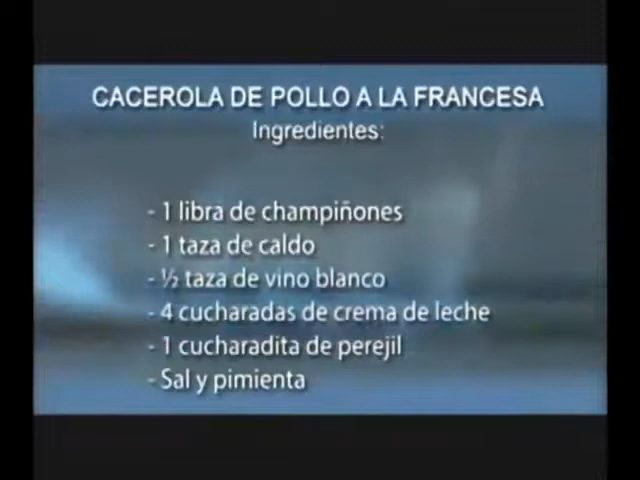 CACEROLA DE POLLO A LA FRANCESA
Ingredientes:
- 1 libra de champiñones
- 1 taza de caldo
- ½ taza de vino blanco
- 4 cucharadas de crema de leche
- 1 cucharadita de perejil
- Sal y pimienta